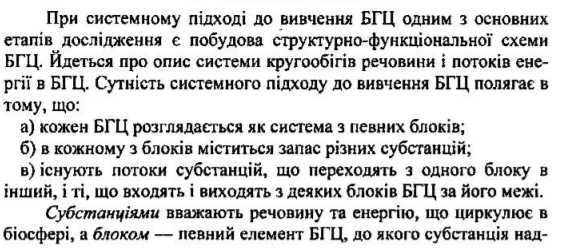 При системному підході до вивчення БГЦ одним з основних
етапів дослідження є побудова структурно-функціональної схеми
БГЦ. Йдеться про опис системи кругообігів речовини і потоків ене-
ргії в БГЦ. Сутність системного підходу до вивчення БГЦ полягає в
тому, що:
а) кожен БГЦ розглядається як система з певних блоків;
б) в кожному з блоків міститься запас різних субстанцій;
в) існують потоки субстанцій, що переходять з одного блоку в
інший, і ті, що входять і виходять з деяких блоків БГЦ за його межі.
Субстанціями вважають речовину та енергію, що циркулює в
біосфері, а блоком — певний елемент БГЦ, до якого субстанція над-